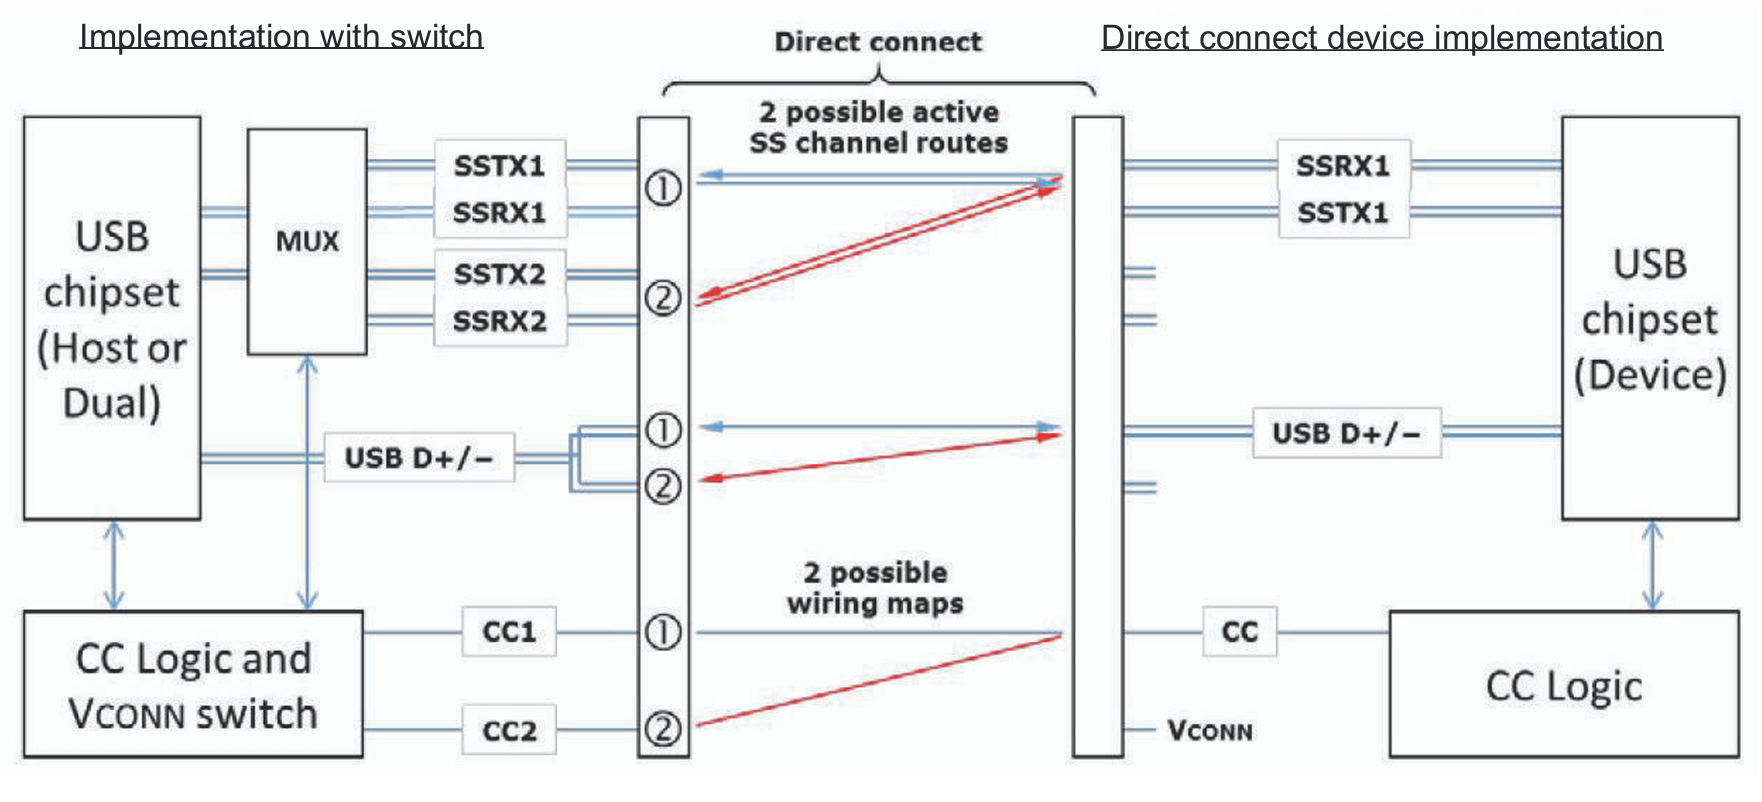 Implementation with switch
Direct connect
Direct connect device implementation
2 possible active
SS channel routes
USB
chipset
(Host or
Dual)
MUX
SSTX1
SSRX1
SSTX2
SSRX2
USB D+/−
①
②
①
②
SSRX1
SSTX1
USB D+/−
USB
chipset
(Device)
2 possible
wiring maps
CC Logic and
VCONN switch
CC1
CC2
①
②
CC
VCONN
CC Logic